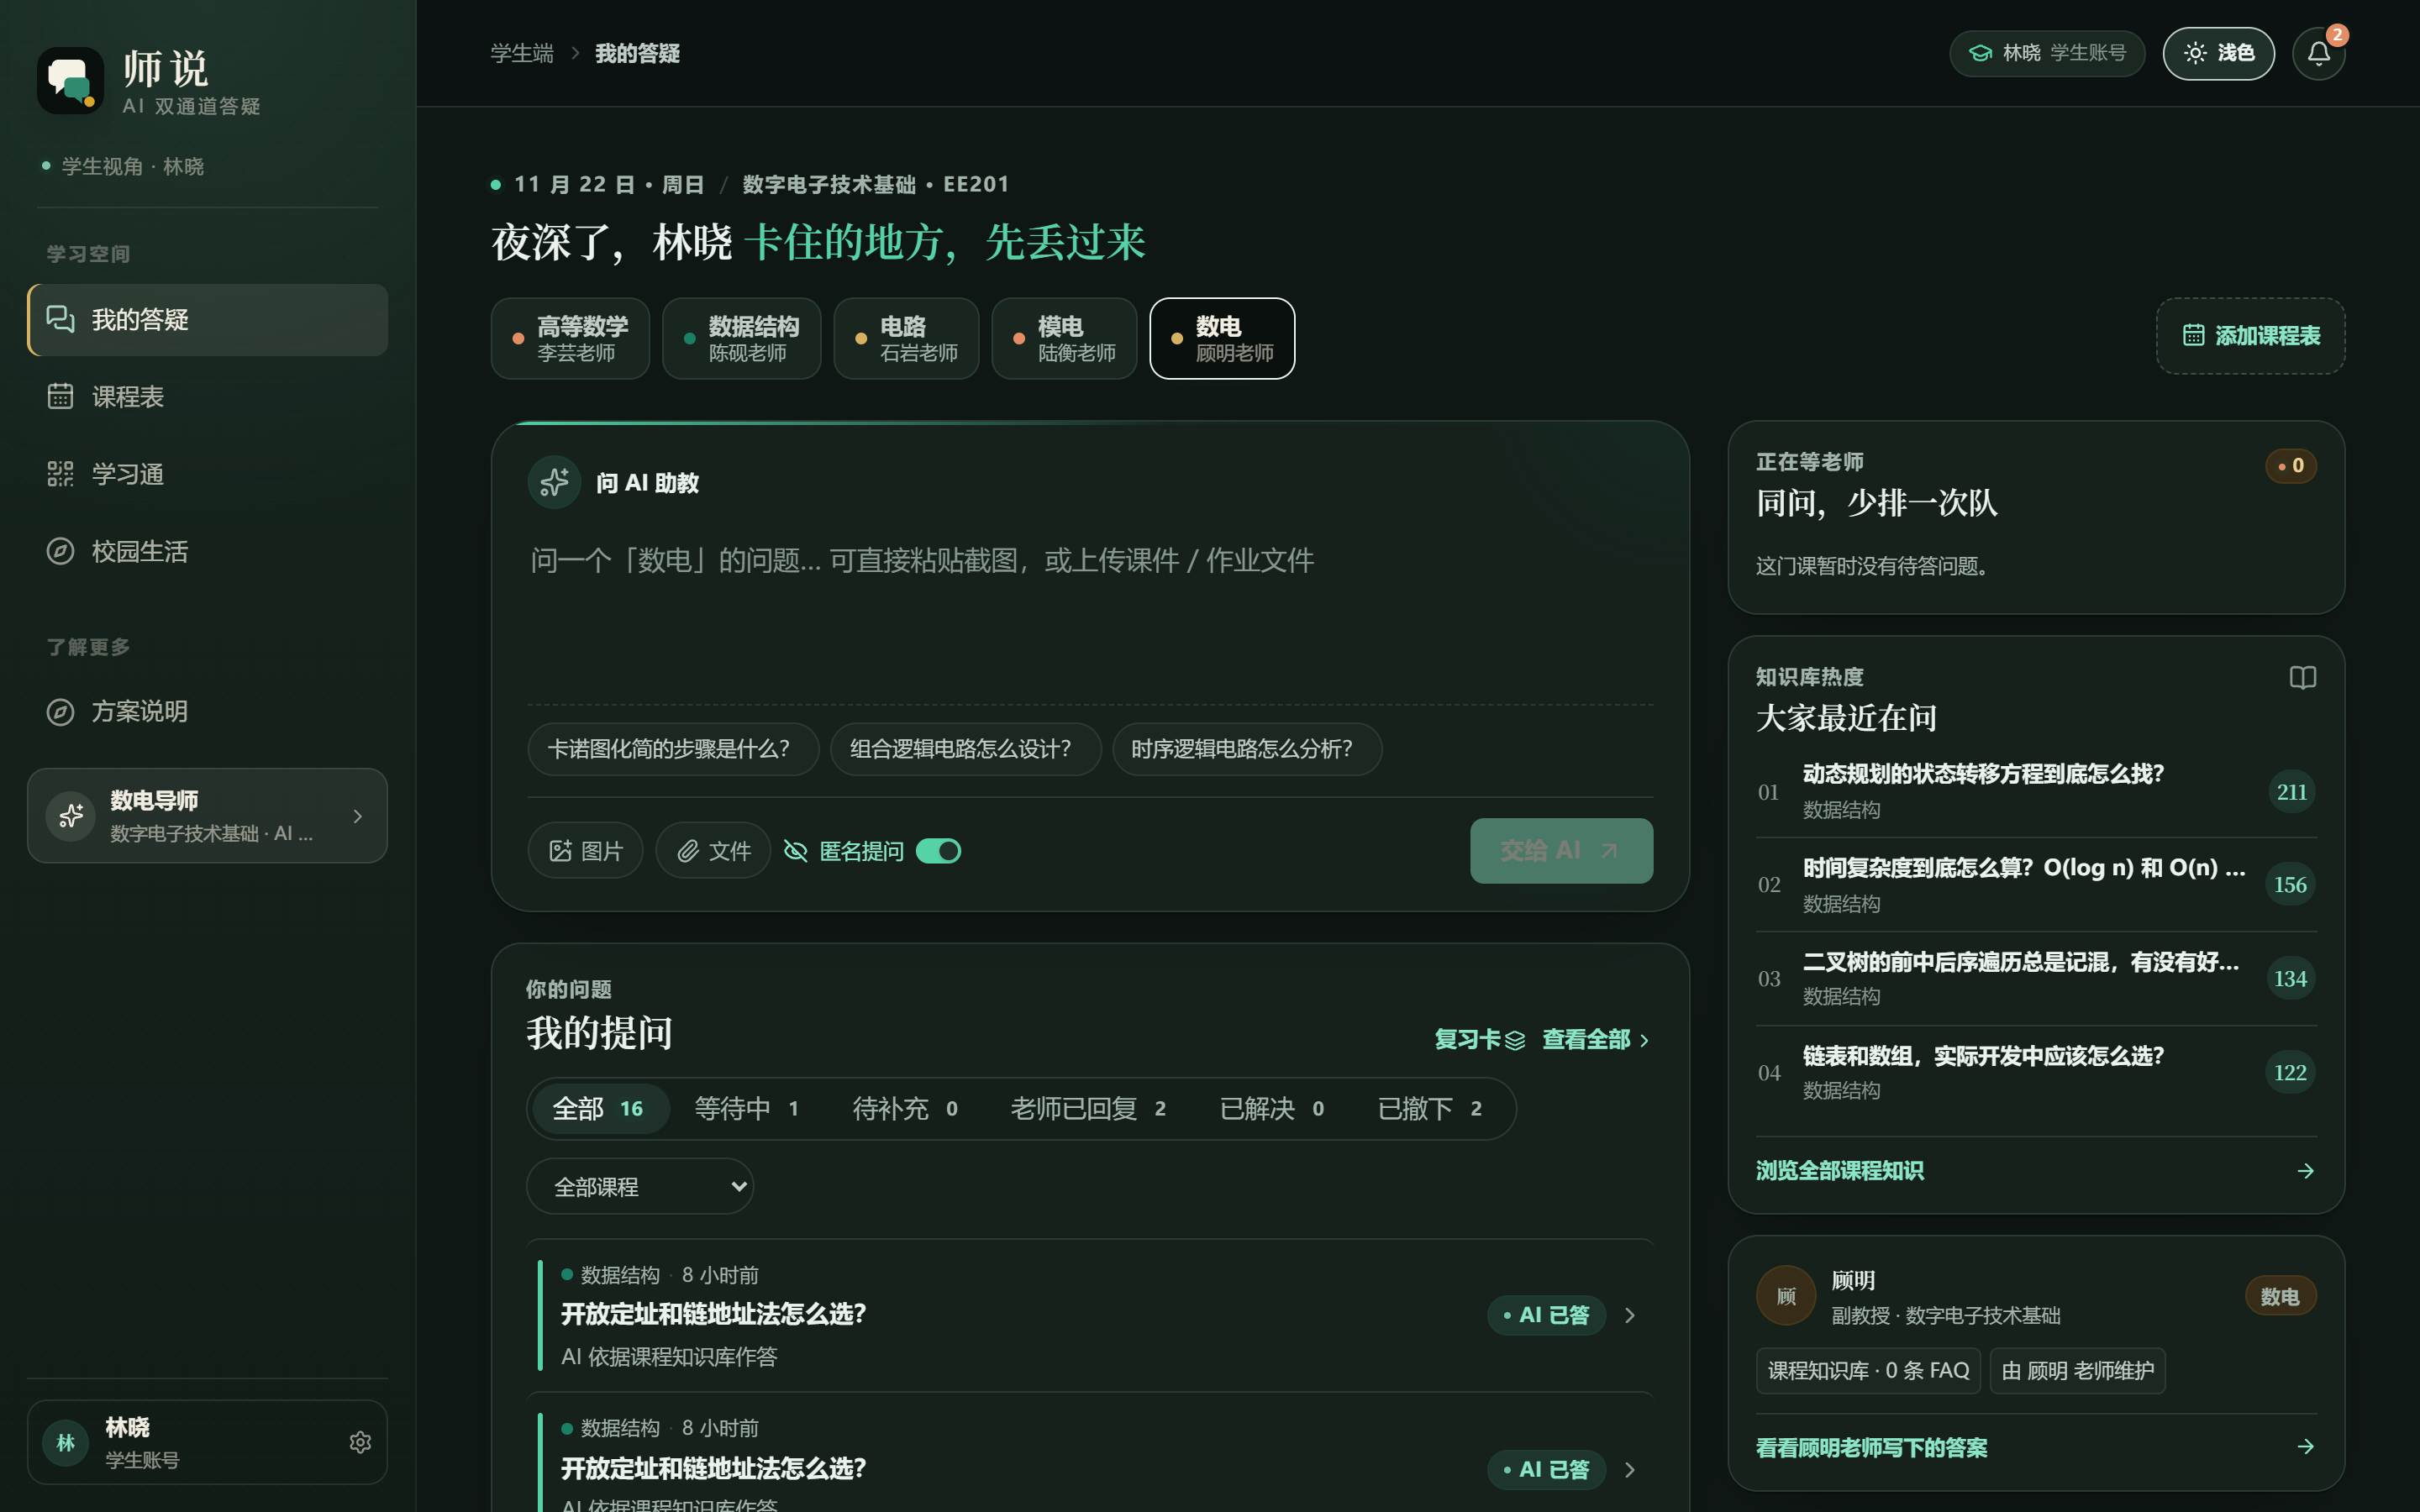 师说
AI 双通道答疑
学生视角 · 林晓
学习空间
我的答疑
课程表
学习通
校园生活
了解更多
方案说明
数电导师
数字电子技术基础 · AI ...
林
林晓
学生账号
学生端 > 我的答疑
林晓 学生账号
浅色
2
11 月 22 日 • 周日 / 数字电子技术基础 • EE201
夜深了，林晓 卡住的地方，先丢过来
高等数学
李芸老师
数据结构
陈砚老师
电路
石岩老师
模电
陆衡老师
数电
顾明老师
添加课程表
问 AI 助教
问一个「数电」的问题... 可直接粘贴截图，或上传课件 / 作业文件
卡诺图化简的步骤是什么？
组合逻辑电路怎么设计？
时序逻辑电路怎么分析？
图片
文件
匿名提问
交给 AI
你的问题
我的提问
复习卡
查看全部
全部 16
等待中 1
待补充 0
老师已回复 2
已解决 0
已撤下 2
全部课程
数据结构 · 8 小时前
开放定址和链地址法怎么选？
AI 依据课程知识库作答
AI 已答
数据结构 · 8 小时前
开放定址和链地址法怎么选？
AI 依据课程知识库作答
AI 已答
正在等老师
0
同问，少排一次队
这门课暂时没有待答问题。
知识库热度
大家最近在问
01
动态规划的状态转移方程到底怎么找？
数据结构
211
02
时间复杂度到底怎么算？O(log n) 和 O(n) ...
数据结构
156
03
二叉树的前中后序遍历总是记混，有没有好...
数据结构
134
04
链表和数组，实际开发中应该怎么选？
数据结构
122
浏览全部课程知识
顾
顾明
副教授 · 数字电子技术基础
数电
课程知识库 · 0 条 FAQ
由 顾明 老师维护
看看顾明老师写下的答案